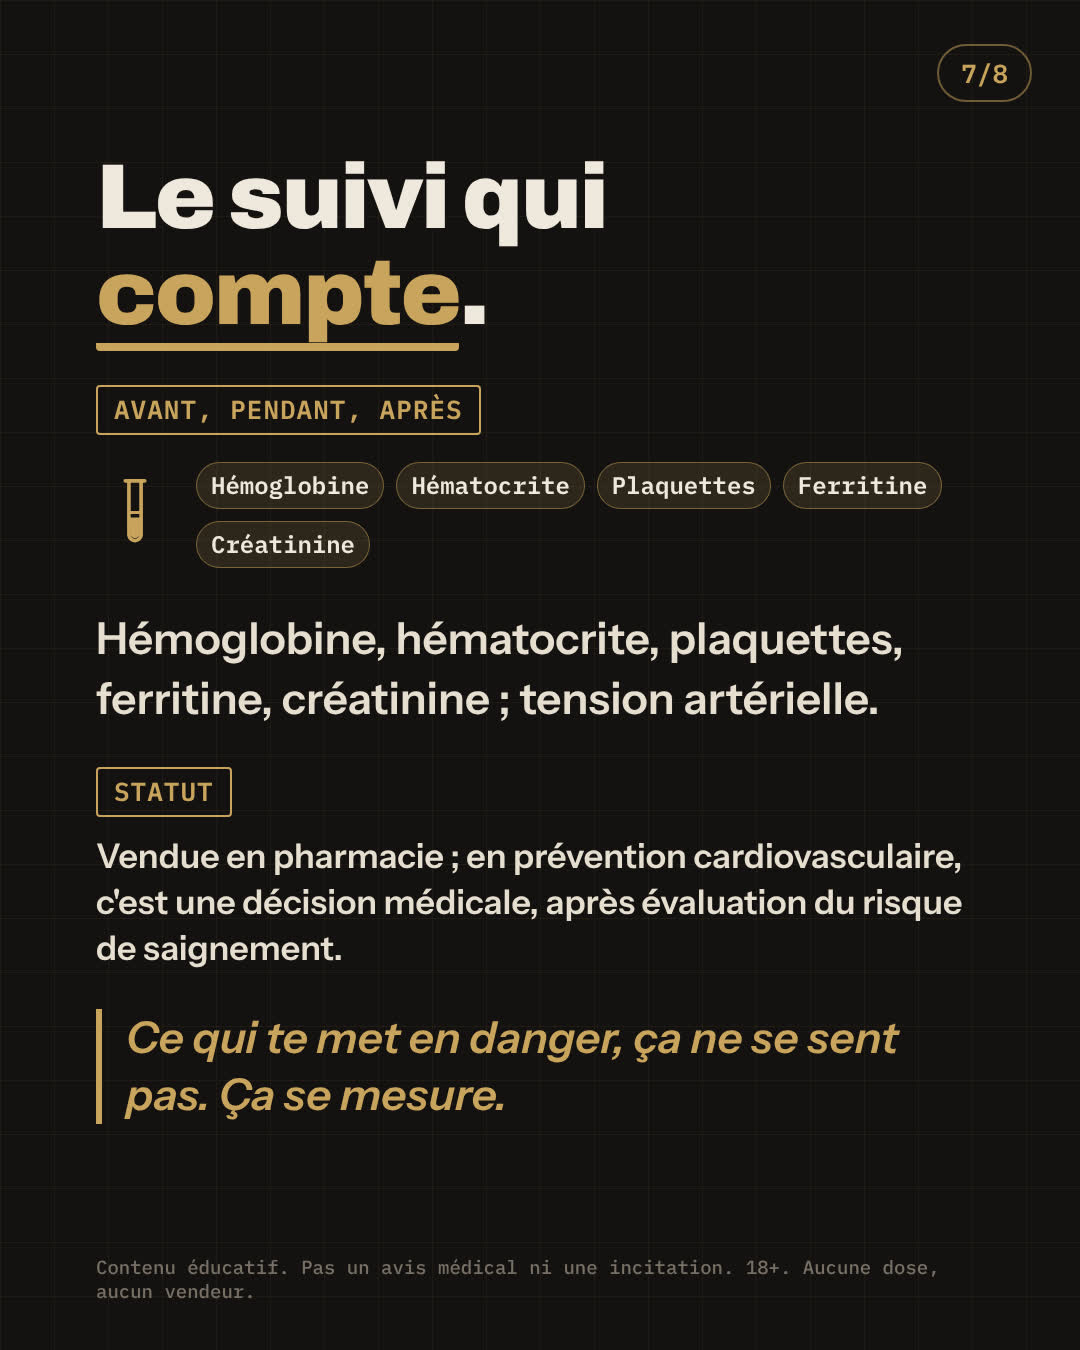 7/8
Le suivi qui
compte.
AVANT, PENDANT, APRÈS
Hémoglobine Hématocrite Plaquettes Ferritine
Créatinine
Hémoglobine, hématocrite, plaquettes,
ferritine, créatinine ; tension artérielle.
STATUT
Vendue en pharmacie ; en prévention cardiovasculaire,
c'est une décision médicale, après évaluation du risque
de saignement.
Ce qui te met en danger, ça ne se sent
pas. Ça se mesure.
Contenu éducatif. Pas un avis médical ni une incitation. 18+. Aucune dose,
aucun vendeur.